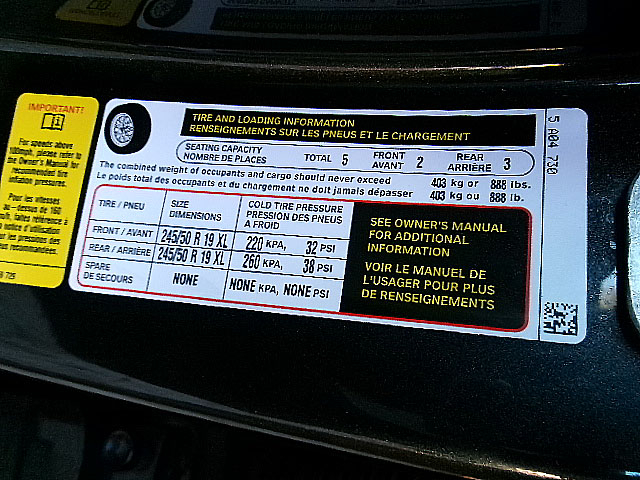 IMPORTANT!
For speeds above
100mph, please refer to
the Owner's Manual for
recommended tire
inflation pressures.
Pour les vitesses
au-dessus de 160
référence à
notice d'utilisation
les pressions des
recommandées.
TIRE AND LOADING INFORMATION
RENSEIGNEMENTS SUR LES PNEUS ET LE CHARGEMENT
SEATING CAPACITY
NOMBRE DE PLACES
TOTAL 5
FRONT
AVANT 2
REAR
ARRIÈRE 3
The combined weight of occupants and cargo should never exceed 403 kg or 888 lbs.
Le poids total des occupants et du chargement ne doit jamais dépasser 403 kg ou 888 lb.
TIRE / PNEU
SIZE
DIMENSIONS
COLD TIRE PRESSURE
PRESSION DES PNEUS
A FROID
FRONT / AVANT 245/50 R 19 XL 220 KPA, 32 PSI
REAR / ARRIÈRE 245/50 R 19 XL 260 KPA, 38 PSI
SPARE
DE SECOURS
NONE
NONE KPA, NONE PSI
SEE OWNER'S MANUAL
FOR ADDITIONAL
INFORMATION
VOIR LE MANUEL DE
L'USAGER POUR PLUS
DE RENSEIGNEMENTS
5 A04 730